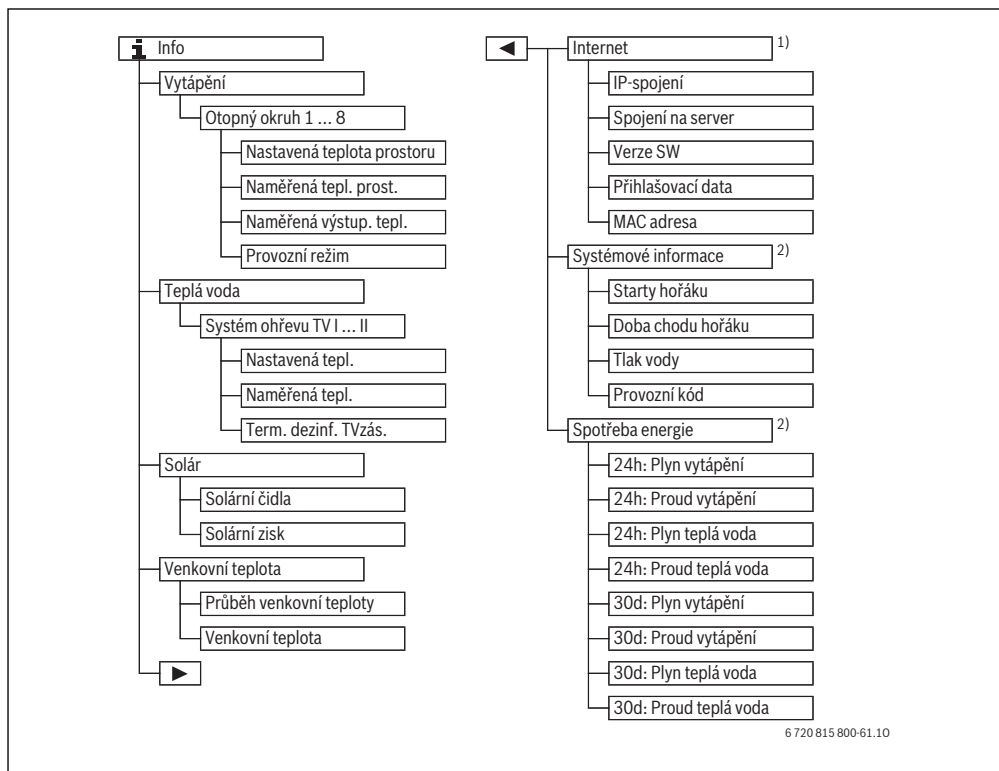 Info
Vytápění
Otopný okruh 1 ... 8
Nastavená teplota prostoru
Naměřená tepl. prost.
Naměřená výstup. tepl.
Provozní režim
Teplá voda
Systém ohřevu TV I ... II
Nastavená tepl.
Naměřená tepl.
Term. dezinf. TVzás.
Solár
Solární čidla
Solární zisk
Venkovní teplota
Průběh venkovní teploty
Venkovní teplota
Internet 1)
IP-spojení
Spojení na server
Verze SW
Přihlašovací data
MAC adresa
Systémové informace 2)
Starty hořáku
Doba chodu hořáku
Tlak vody
Provozní kód
Spotřeba energie 2)
24h: Plyn vytápění
24h: Proud vytápění
24h: Plyn teplá voda
24h: Proud teplá voda
30d: Plyn vytápění
30d: Proud vytápění
30d: Plyn teplá voda
30d: Proud teplá voda
6 720 815 800-61.1O